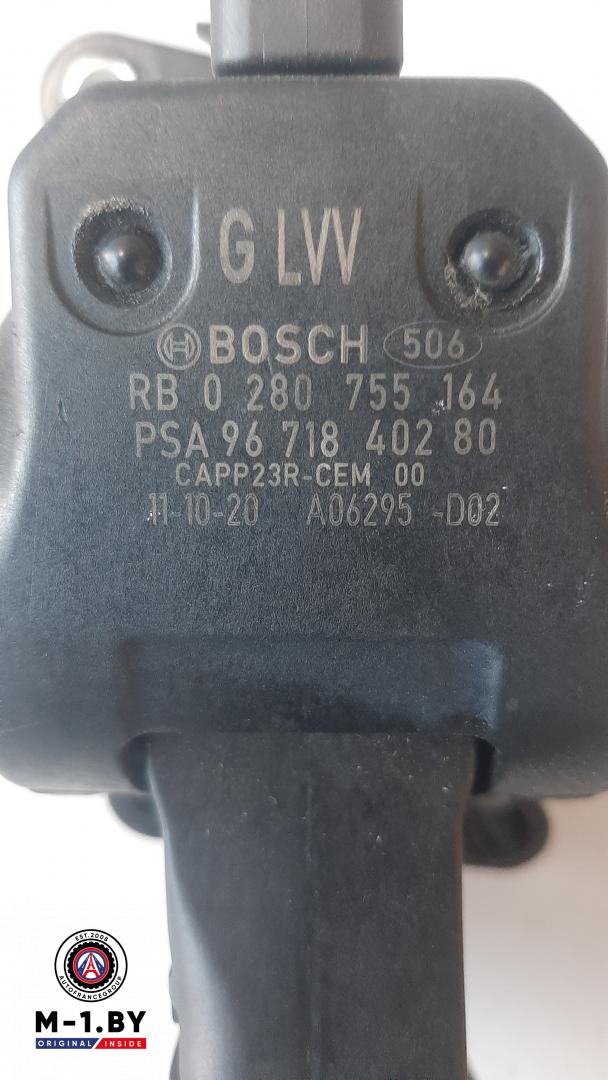 G LVV
BOSCH 506
RB 0 280 755 164
PSA 96 718 402 80
CAPP23R-CEM 00
11-10-20 A06295 -D02
EST.2008
AUTOFRANCEGROUP
M-1.BY
ORIGINAL INSIDE